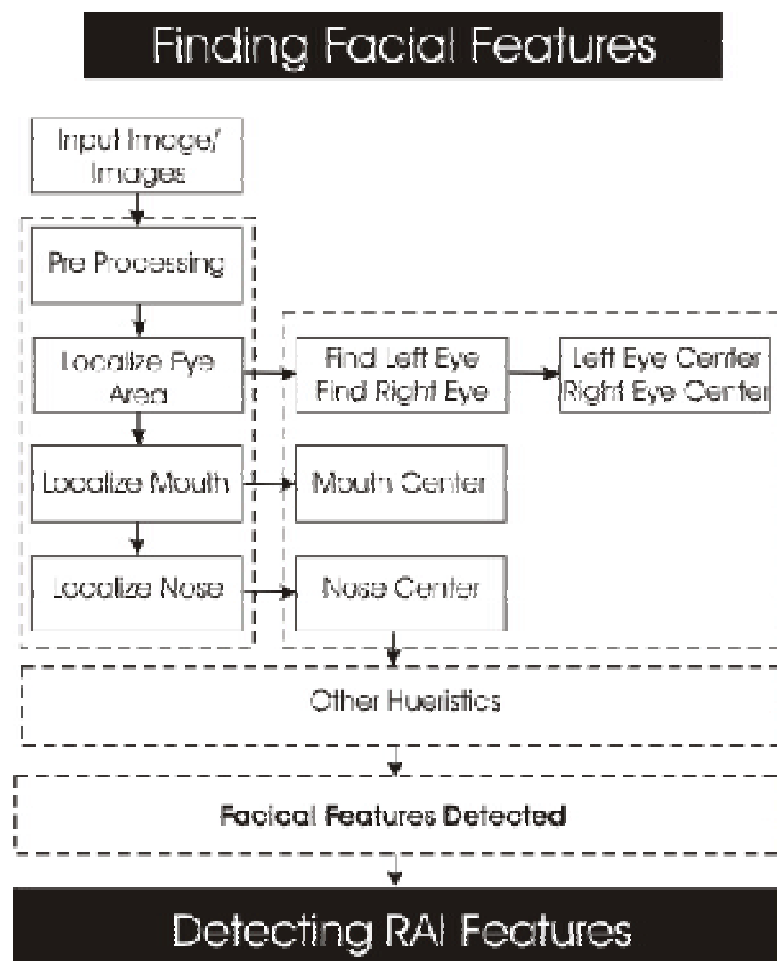 Finding Facial Features
Input Image/
Images
Pre Processing
Localize Eye
Area
Find Left Eye
Find Right Eye
Left Eye Center
Right Eye Center
Localize Mouth
Mouth Center
Localize Nose
Nose Center
Other Hueristics
Facical Features Detected
Detecting RAI Features